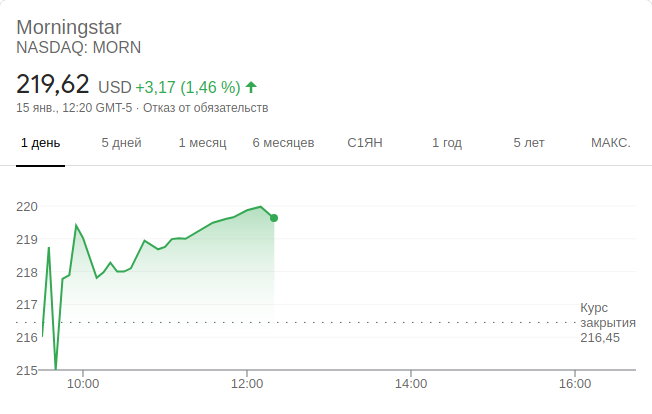 Morningstar
NASDAQ: MORN
219,62 USD +3,17 (1,46 %)
15 янв., 12:20 GMT-5 · Отказ от обязательств
1 день 5 дней 1 месяц 6 месяцев С1ЯН 1 год 5 лет МАКС.
220
219
218
217
216
215
Курс
закрытия
216,45
10:00 12:00 14:00 16:00